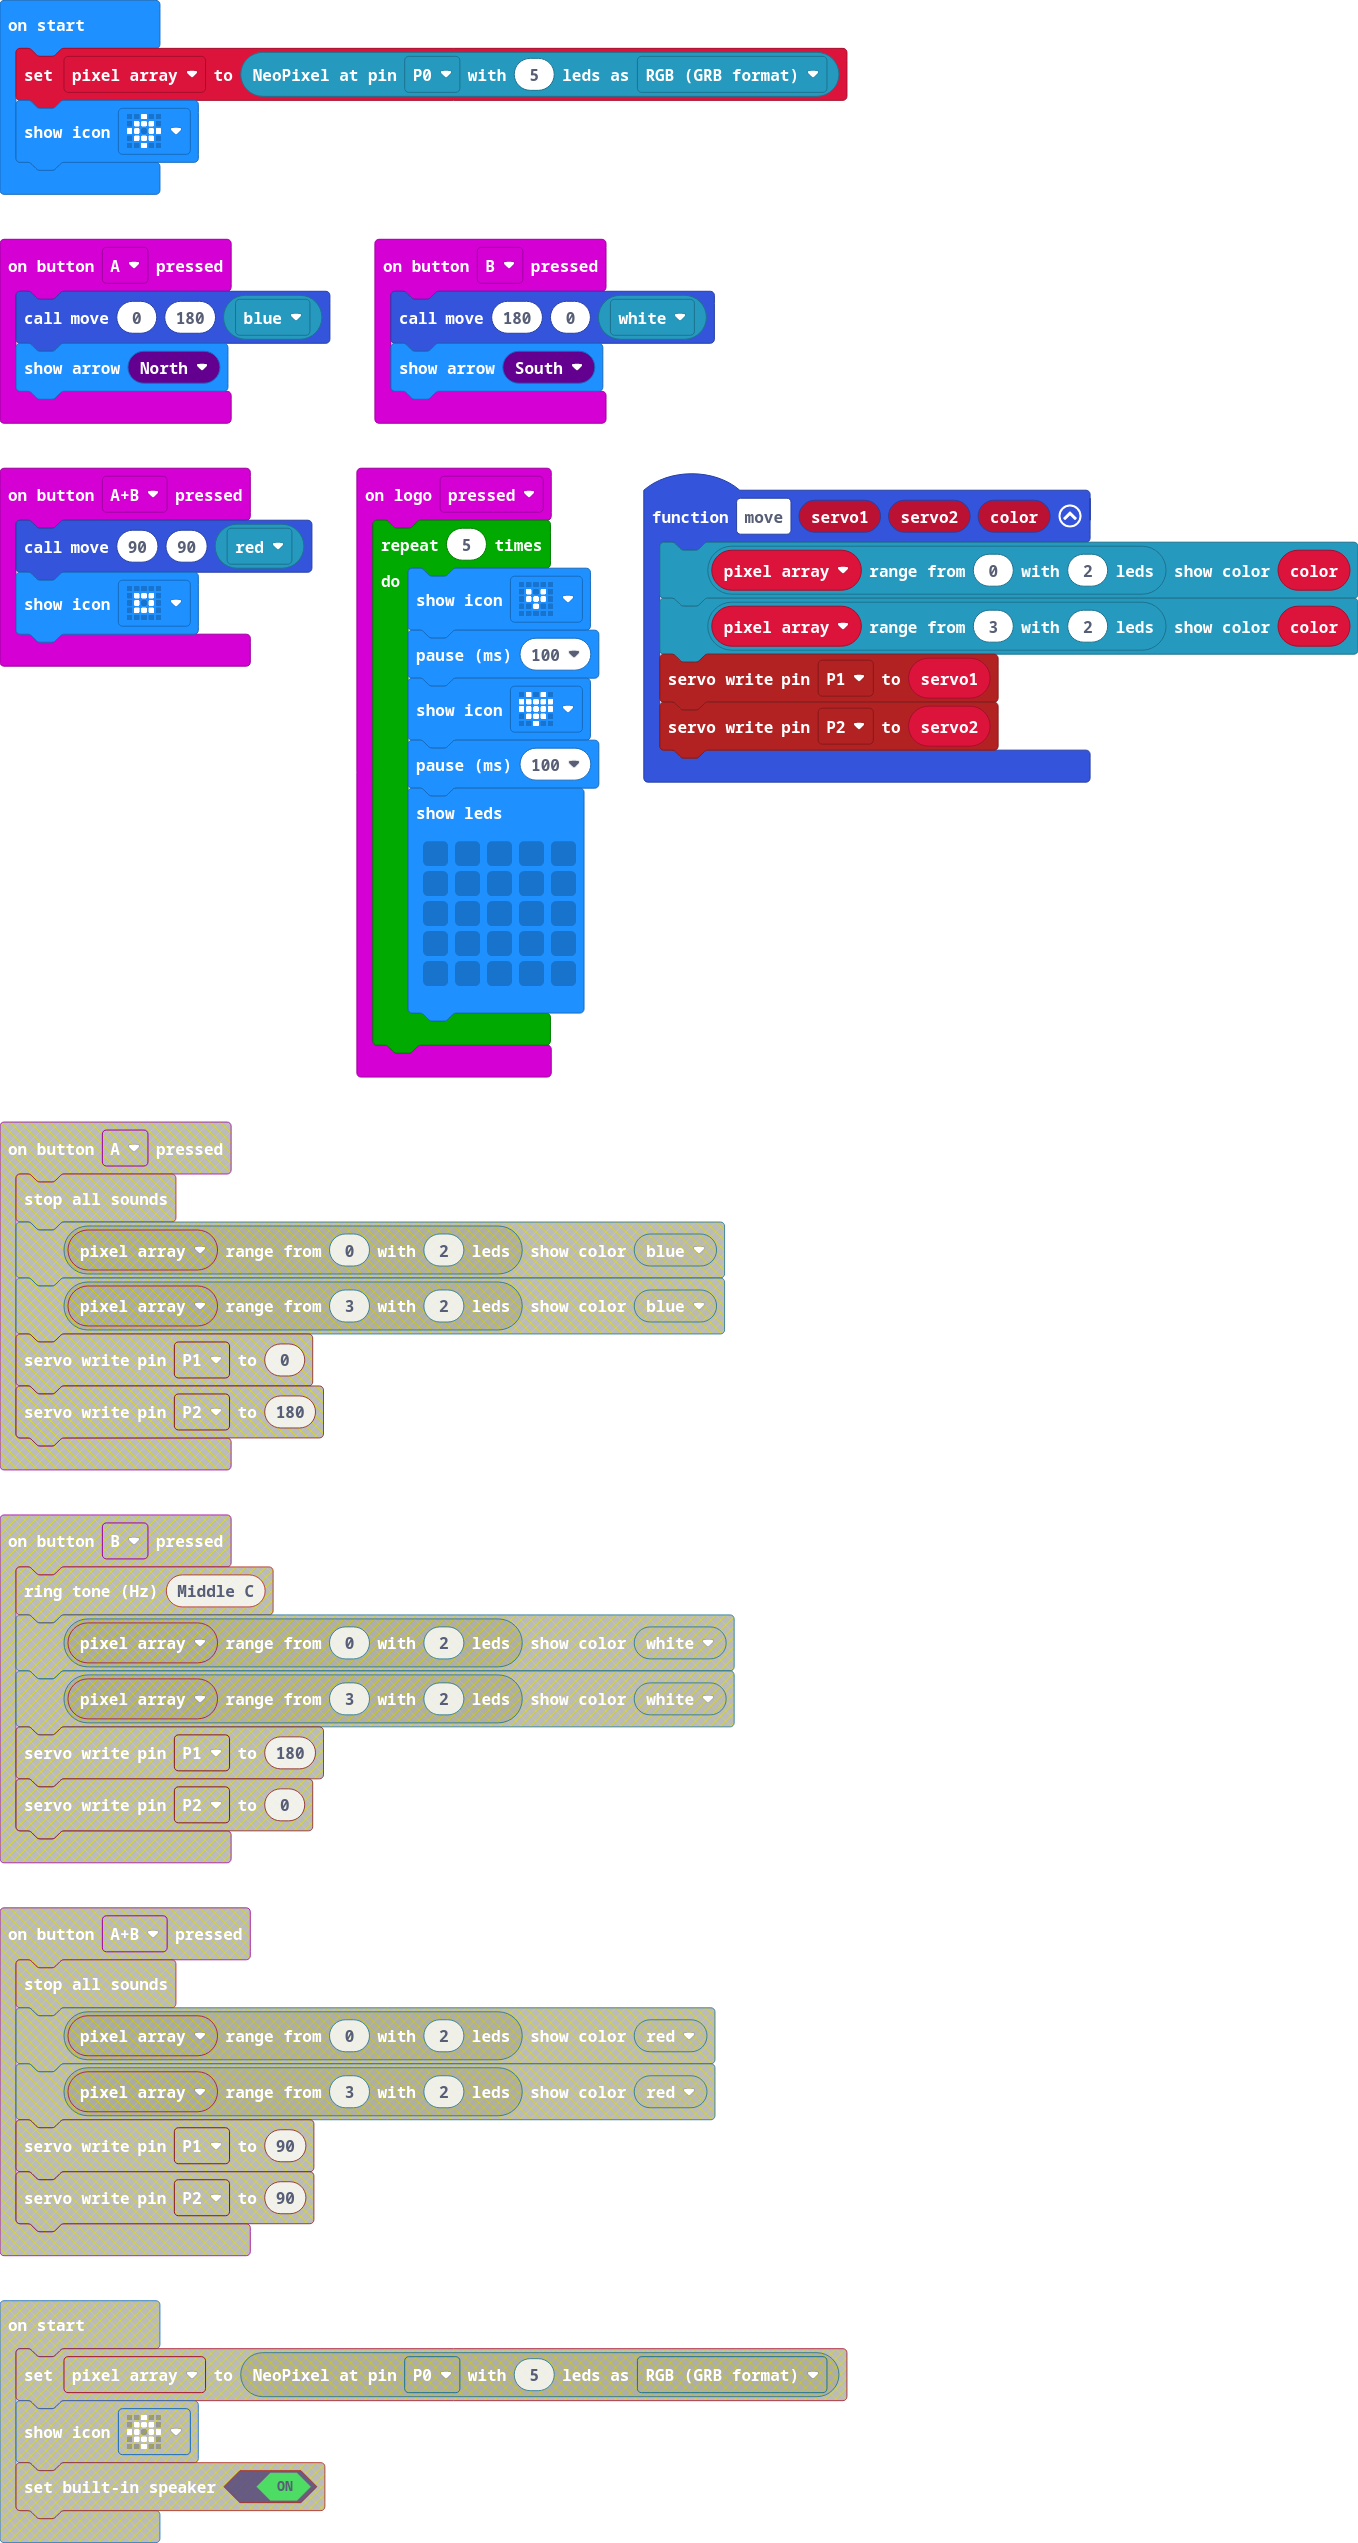 on start
set pixel array to NeoPixel at pin P0 with 5 leds as RGB (GRB format)
show icon
on button A pressed
call move 0 180 blue
show arrow North
on button B pressed
call move 180 0 white
show arrow South
on button A+B pressed
call move 90 90 red
show icon
on logo pressed
repeat 5 times
do
show icon
pause (ms) 100
show icon
pause (ms) 100
show leds
function move servo1 servo2 color
pixel array range from 0 with 2 leds show color color
pixel array range from 3 with 2 leds show color color
servo write pin P1 to servo1
servo write pin P2 to servo2
on button A pressed
stop all sounds
pixel array range from 0 with 2 leds show color blue
pixel array range from 3 with 2 leds show color blue
servo write pin P1 to 0
servo write pin P2 to 180
on button B pressed
ring tone (Hz) Middle C
pixel array range from 0 with 2 leds show color white
pixel array range from 3 with 2 leds show color white
servo write pin P1 to 180
servo write pin P2 to 0
on button A+B pressed
stop all sounds
pixel array range from 0 with 2 leds show color red
pixel array range from 3 with 2 leds show color red
servo write pin P1 to 90
servo write pin P2 to 90
on start
set pixel array to NeoPixel at pin P0 with 5 leds as RGB (GRB format)
show icon
set built-in speaker ON